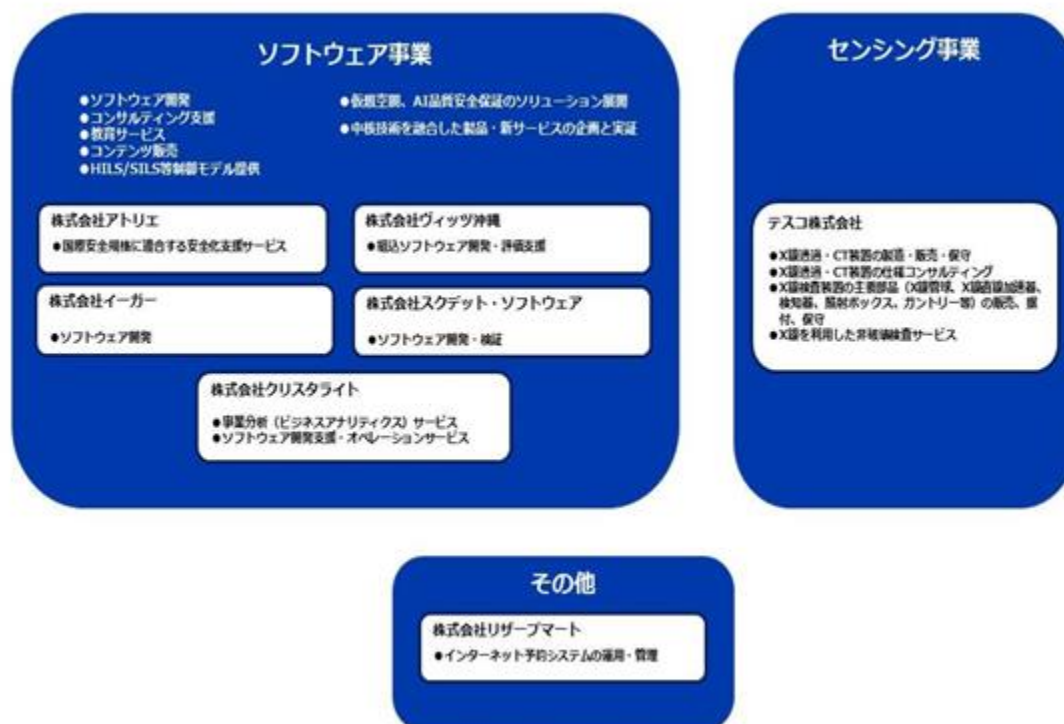 ソフトウェア事業
●ソフトウェア開発
●コンサルティング支援
●教育サービス
●コンテンツ販売
●HILS/SILS等制御モデル提供
●仮想空間、AI品質安全保証のソリューション展開
●中核技術を融合した製品・新サービスの企画と実証
株式会社アトリエ
●国際安全規格に適合する安全化支援サービス
株式会社ヴィッツ沖縄
●組込ソフトウェア開発・評価支援
株式会社イーガー
●ソフトウェア開発
株式会社スクデット・ソフトウェア
●ソフトウェア開発・検証
株式会社クリスタライト
●事業分析（ビジネスアナリティクス）サービス
●ソフトウェア開発支援・オペレーションサービス
センシング事業
テスコ株式会社
●X線透過・CT装置の製造・販売・保守
●X線透過・CT装置の仕様コンサルティング
●X線検査装置の主要部品（X線管球、X線直線加速器、
検知器、照射ボックス、ガントリー等）の販売、据
付、保守
●X線を利用した非破壊検査サービス
その他
株式会社リザーブマート
●インターネット予約システムの運用・管理